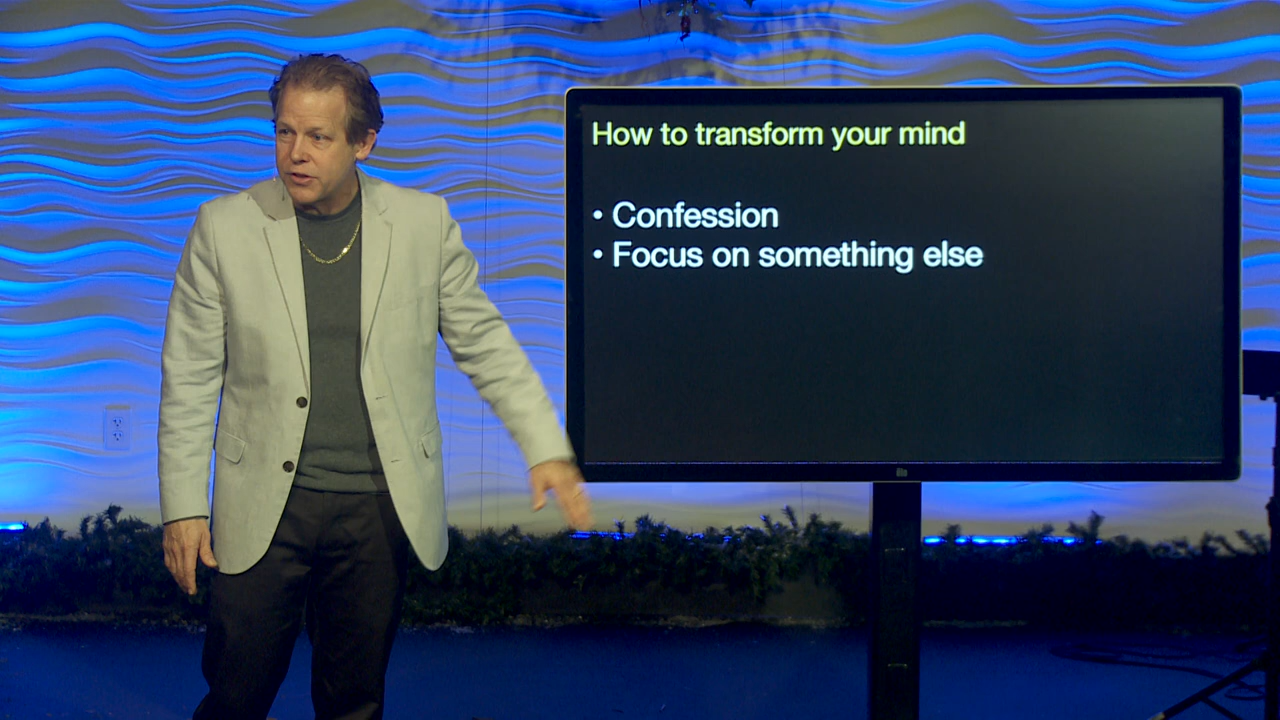 How to transform your mind
• Confession
• Focus on something else